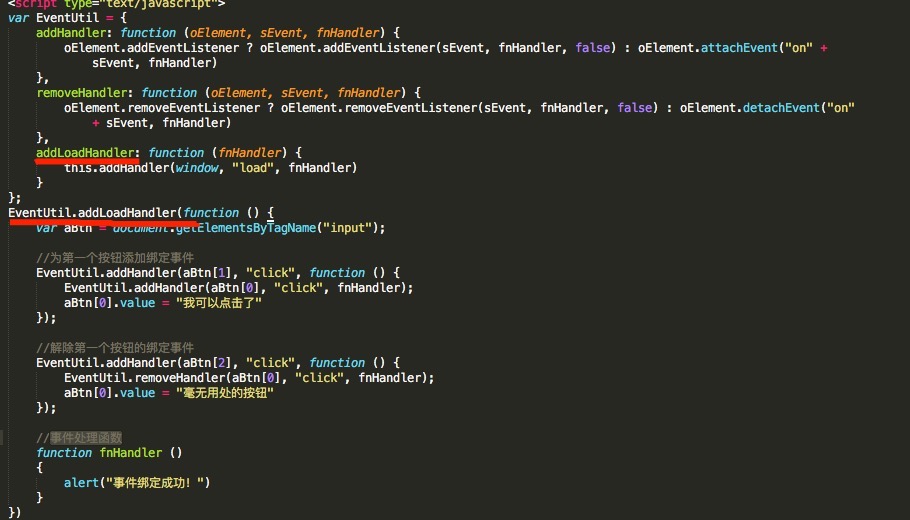 <script type="text/javascript">
var EventUtil = {
    addHandler: function (oElement, sEvent, fnHandler) {
        oElement.addEventListener ? oElement.addEventListener(sEvent, fnHandler, false) : oElement.attachEvent("on" +
            sEvent, fnHandler)
    },
    removeHandler: function (oElement, sEvent, fnHandler) {
        oElement.removeEventListener ? oElement.removeEventListener(sEvent, fnHandler, false) : oElement.detachEvent("on"
            + sEvent, fnHandler)
    },
    addLoadHandler: function (fnHandler) {
        this.addHandler(window, "load", fnHandler)
    }
};
EventUtil.addLoadHandler(function () {
    var aBtn = document.getElementsByTagName("input");
    //为第一个按钮添加绑定事件
    EventUtil.addHandler(aBtn[1], "click", function () {
        EventUtil.addHandler(aBtn[0], "click", fnHandler);
        aBtn[0].value = "我可以点击了"
    });
    //解除第一个按钮的绑定事件
    EventUtil.addHandler(aBtn[2], "click", function () {
        EventUtil.removeHandler(aBtn[0], "click", fnHandler);
        aBtn[0].value = "毫无用处的按钮"
    });
    //事件处理函数
    function fnHandler ()
    {
        alert("事件绑定成功！")
    }
})